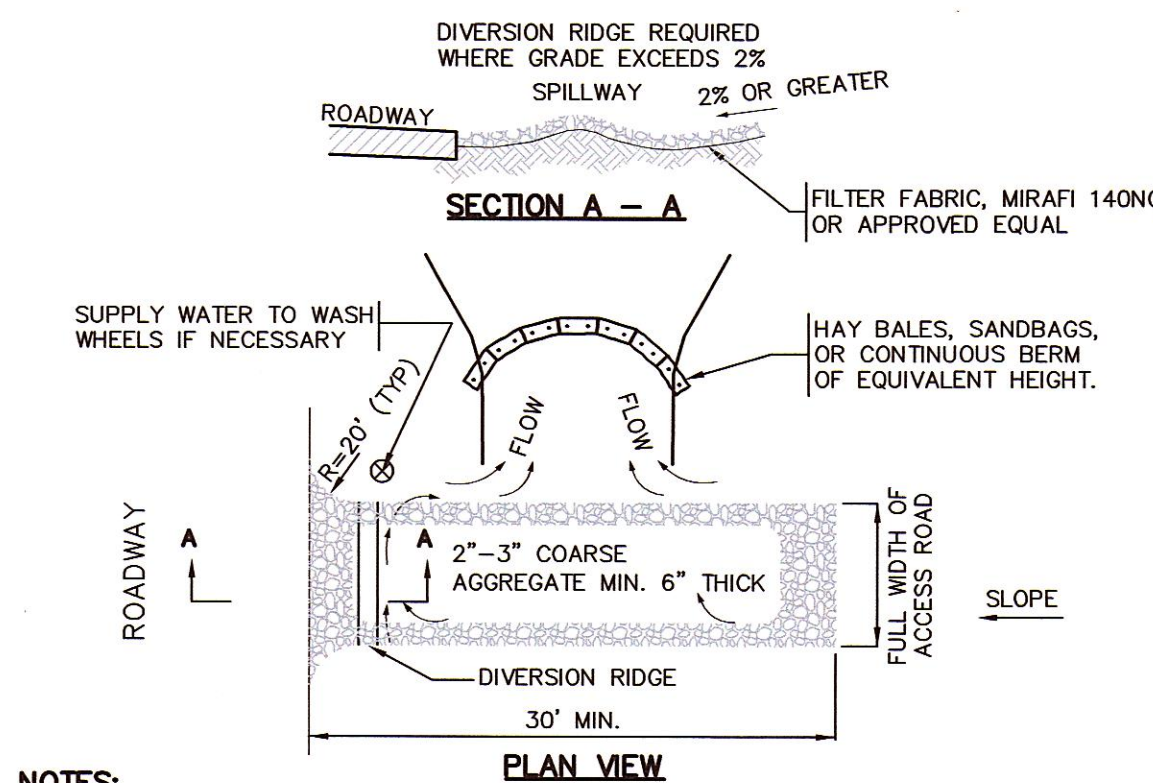 DIVERSION RIDGE REQUIRED
WHERE GRADE EXCEEDS 2%
SPILLWAY
2% OR GREATER
ROADWAY
SECTION A – A
FILTER FABRIC, MIRAFI
OR APPROVED EQUAL
SUPPLY WATER TO WASH
WHEELS IF NECESSARY
HAY BALES, SANDBAGS,
OR CONTINUOUS BERM
OF EQUIVALENT HEIGHT.
R=20' (TYP)
FLOW
FLOW
ROADWAY
A
A
2"–3" COARSE
AGGREGATE MIN. 6" THICK
FULL WIDTH OF
ACCESS ROAD
SLOPE
DIVERSION RIDGE
30' MIN.
PLAN VIEW
NOTES: